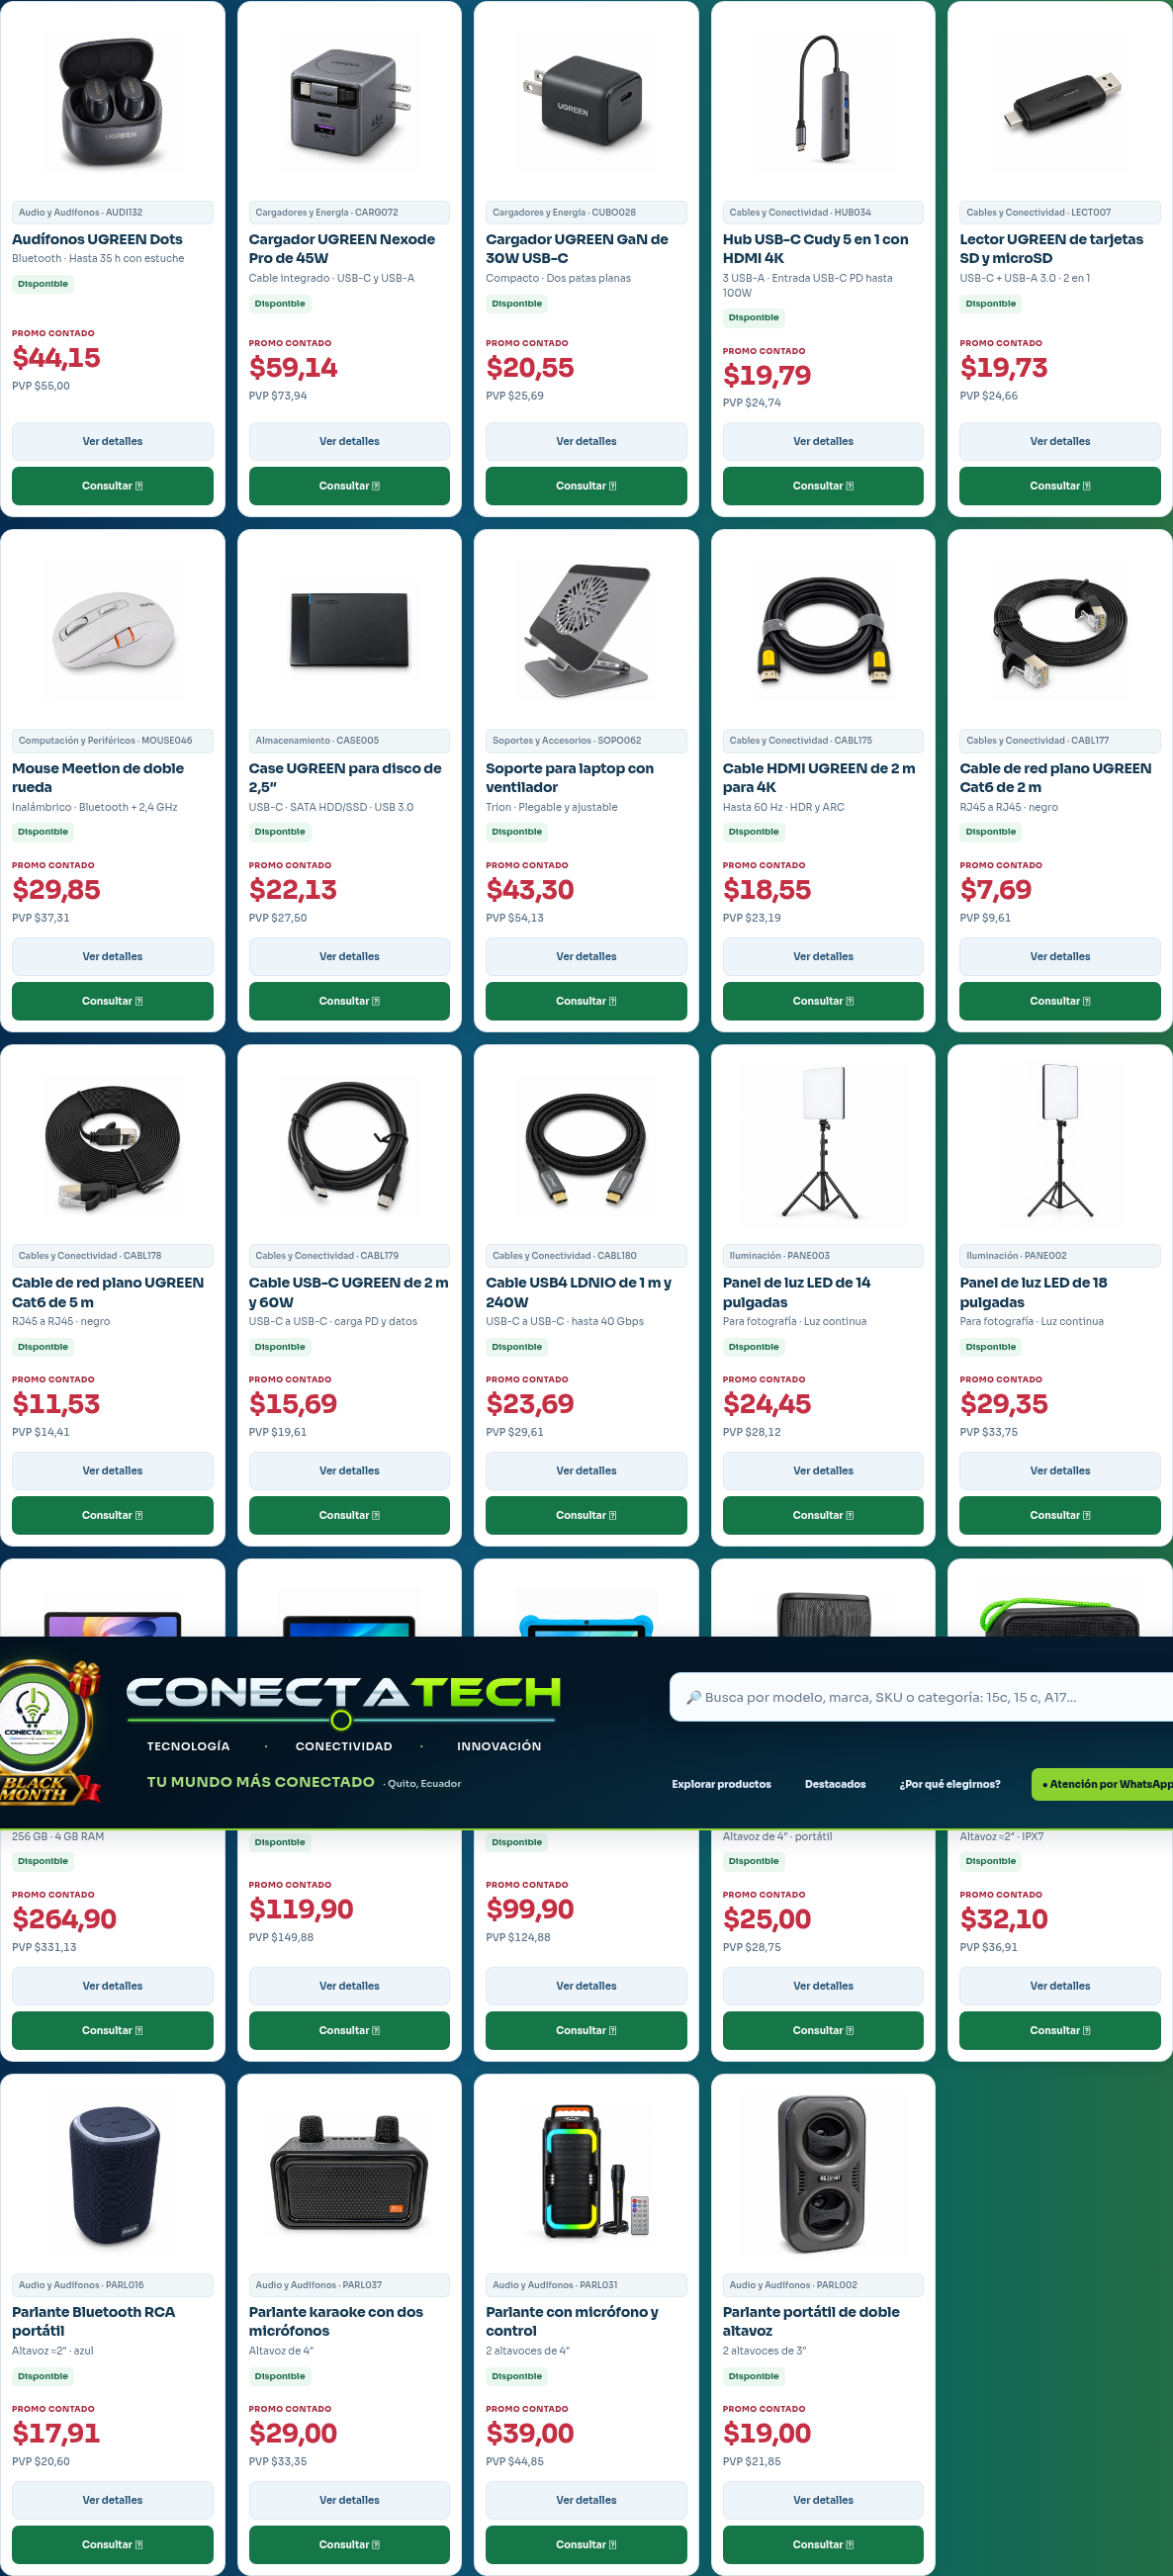 UGREEN
UGREEN
Audio y Audífonos · AUDI132
Audífonos UGREEN Dots
Bluetooth · Hasta 35 h con estuche
Disponible
PROMO CONTADO
$44,15
PVP $55,00
Ver detalles
Consultar
Cargadores y Energía · CARG072
Cargador UGREEN Nexode
Pro de 45W
Cable integrado · USB-C y USB-A
Disponible
PROMO CONTADO
$59,14
PVP $73,94
Ver detalles
Consultar
Cargadores y Energía · CUBO028
Cargador UGREEN GaN de
30W USB-C
Compacto · Dos patas planas
Disponible
PROMO CONTADO
$20,55
PVP $25,69
Ver detalles
Consultar
Cables y Conectividad · HUB034
Hub USB-C Cudy 5 en 1 con
HDMI 4K
3 USB-A · Entrada USB-C PD hasta
100W
Disponible
PROMO CONTADO
$19,79
PVP $24,74
Ver detalles
Consultar
Cables y Conectividad · LECT007
Lector UGREEN de tarjetas
SD y microSD
USB-C + USB-A 3.0 · 2 en 1
Disponible
PROMO CONTADO
$19,73
PVP $24,66
Ver detalles
Consultar
Computación y Periféricos · MOUSE046
Mouse Meetion de doble
rueda
Inalámbrico · Bluetooth + 2,4 GHz
Disponible
PROMO CONTADO
$29,85
PVP $37,31
Ver detalles
Consultar
Almacenamiento · CASE005
Case UGREEN para disco de
2,5”
USB-C · SATA HDD/SSD · USB 3.0
Disponible
PROMO CONTADO
$22,13
PVP $27,50
Ver detalles
Consultar
Soportes y Accesorios · SOPO062
Soporte para laptop con
ventilador
Trion · Plegable y ajustable
Disponible
PROMO CONTADO
$43,30
PVP $54,13
Ver detalles
Consultar
Cables y Conectividad · CABL175
Cable HDMI UGREEN de 2 m
para 4K
Hasta 60 Hz · HDR y ARC
Disponible
PROMO CONTADO
$18,55
PVP $23,19
Ver detalles
Consultar
Cables y Conectividad · CABL177
Cable de red plano UGREEN
Cat6 de 2 m
RJ45 a RJ45 · negro
Disponible
PROMO CONTADO
$7,69
PVP $9,61
Ver detalles
Consultar
Cables y Conectividad · CABL178
Cable de red plano UGREEN
Cat6 de 5 m
RJ45 a RJ45 · negro
Disponible
PROMO CONTADO
$11,53
PVP $14,41
Ver detalles
Consultar
Cables y Conectividad · CABL179
Cable USB-C UGREEN de 2 m
y 60W
USB-C a USB-C · carga PD y datos
Disponible
PROMO CONTADO
$15,69
PVP $19,61
Ver detalles
Consultar
Cables y Conectividad · CABL180
Cable USB4 LDNIO de 1 m y
240W
USB-C a USB-C · hasta 40 Gbps
Disponible
PROMO CONTADO
$23,69
PVP $29,61
Ver detalles
Consultar
Iluminación · PANE003
Panel de luz LED de 14
pulgadas
Para fotografía · Luz continua
Disponible
PROMO CONTADO
$24,45
PVP $28,12
Ver detalles
Consultar
Iluminación · PANE002
Panel de luz LED de 18
pulgadas
Para fotografía · Luz continua
Disponible
PROMO CONTADO
$29,35
PVP $33,75
Ver detalles
Consultar
CONECTATECH
BLACK
MONTH
CONECTATECH
TECNOLOGÍA · CONECTIVIDAD · INNOVACIÓN
TU MUNDO MÁS CONECTADO · Quito, Ecuador
🔎 Busca por modelo, marca, SKU o categoría: 15c, 15 c, A17...
Explorar productos
Destacados
¿Por qué elegirnos?
● Atención por WhatsApp
256 GB · 4 GB RAM
Disponible
PROMO CONTADO
$264,90
PVP $331,13
Ver detalles
Consultar
Disponible
PROMO CONTADO
$119,90
PVP $149,88
Ver detalles
Consultar
Disponible
PROMO CONTADO
$99,90
PVP $124,88
Ver detalles
Consultar
Altavoz de 4” · portátil
Disponible
PROMO CONTADO
$25,00
PVP $28,75
Ver detalles
Consultar
Altavoz ≈2” · IPX7
Disponible
PROMO CONTADO
$32,10
PVP $36,91
Ver detalles
Consultar
Audio y Audífonos · PARL016
Parlante Bluetooth RCA
portátil
Altavoz ≈2” · azul
Disponible
PROMO CONTADO
$17,91
PVP $20,60
Ver detalles
Consultar
Audio y Audífonos · PARL037
Parlante karaoke con dos
micrófonos
Altavoz de 4”
Disponible
PROMO CONTADO
$29,00
PVP $33,35
Ver detalles
Consultar
Audio y Audífonos · PARL031
Parlante con micrófono y
control
2 altavoces de 4”
Disponible
PROMO CONTADO
$39,00
PVP $44,85
Ver detalles
Consultar
Audio y Audífonos · PARL002
Parlante portátil de doble
altavoz
2 altavoces de 3”
Disponible
PROMO CONTADO
$19,00
PVP $21,85
Ver detalles
Consultar